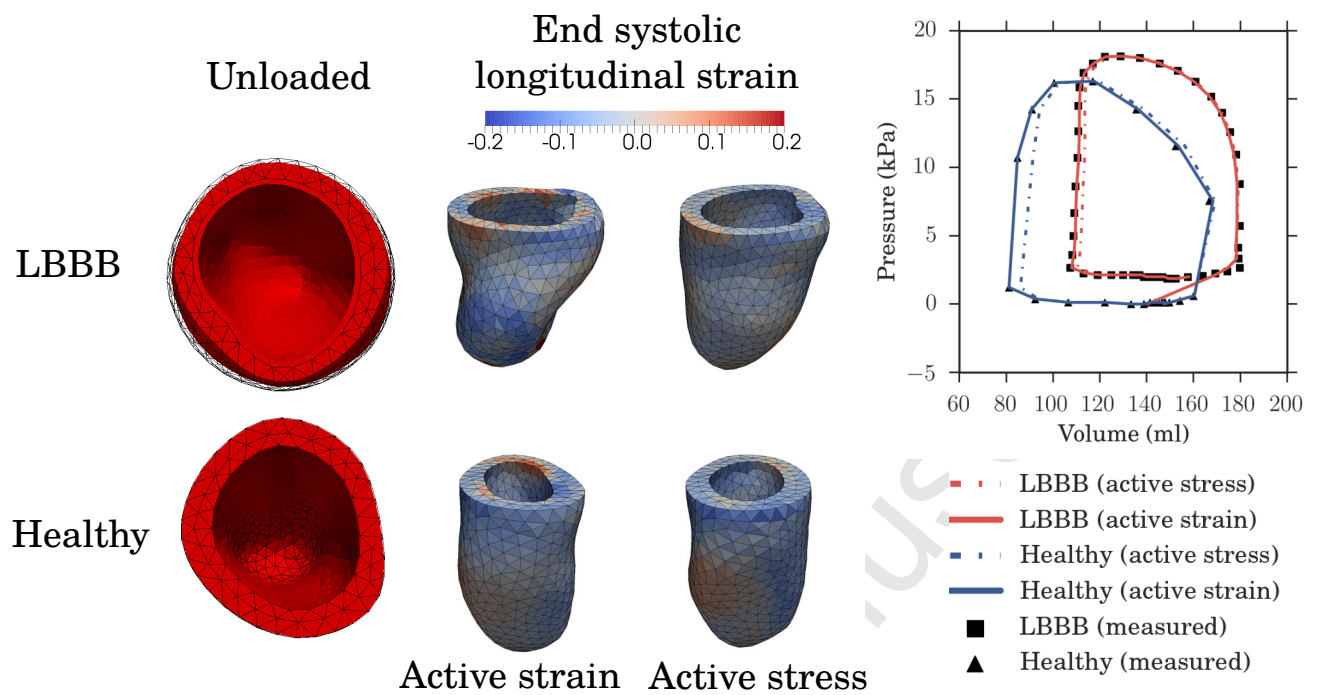 End systolic
longitudinal strain
Unloaded
-0.2 -0.1 0.0 0.1 0.2
LBBB
Healthy
Active strain
Active stress
20
15
10
5
0
−5
Pressure (kPa)
60 80 100 120 140 160 180 200
Volume (ml)
LBBB (active stress)
LBBB (active strain)
Healthy (active stress)
Healthy (active strain)
LBBB (measured)
Healthy (measured)